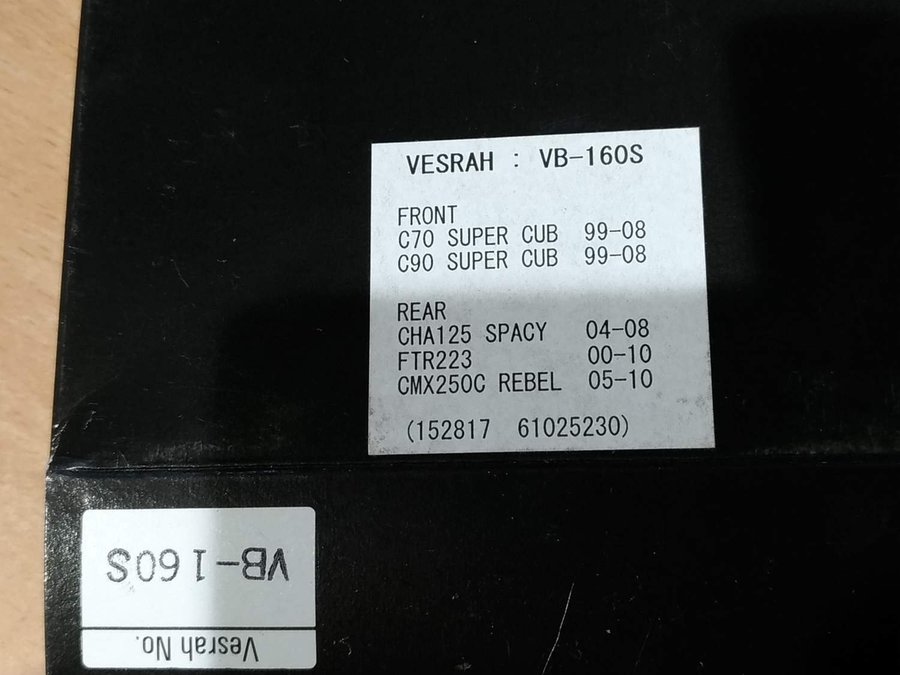 VESRAH : VB-160S
FRONT
C70 SUPER CUB 99-08
C90 SUPER CUB 99-08
REAR
CHA125 SPACY 04-08
FTR223 00-10
CMX250C REBEL 05-10
(152817 61025230)
Vesrah No.
VB-160S